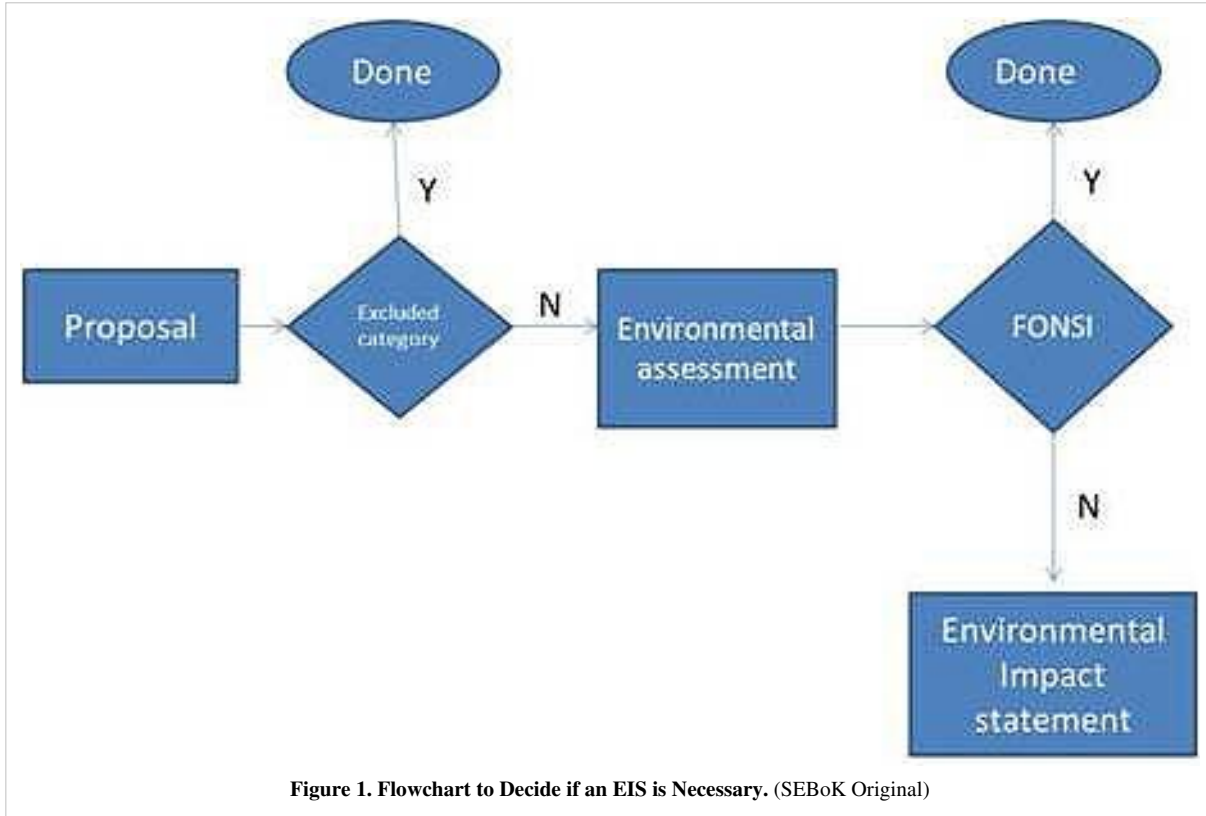 Done
Done
Y
Y
Proposal
Excluded
category
N
Environmental
assessment
FONSI
N
Environmental
Impact
statement
Figure 1. Flowchart to Decide if an EIS is Necessary. (SEBoK Original)